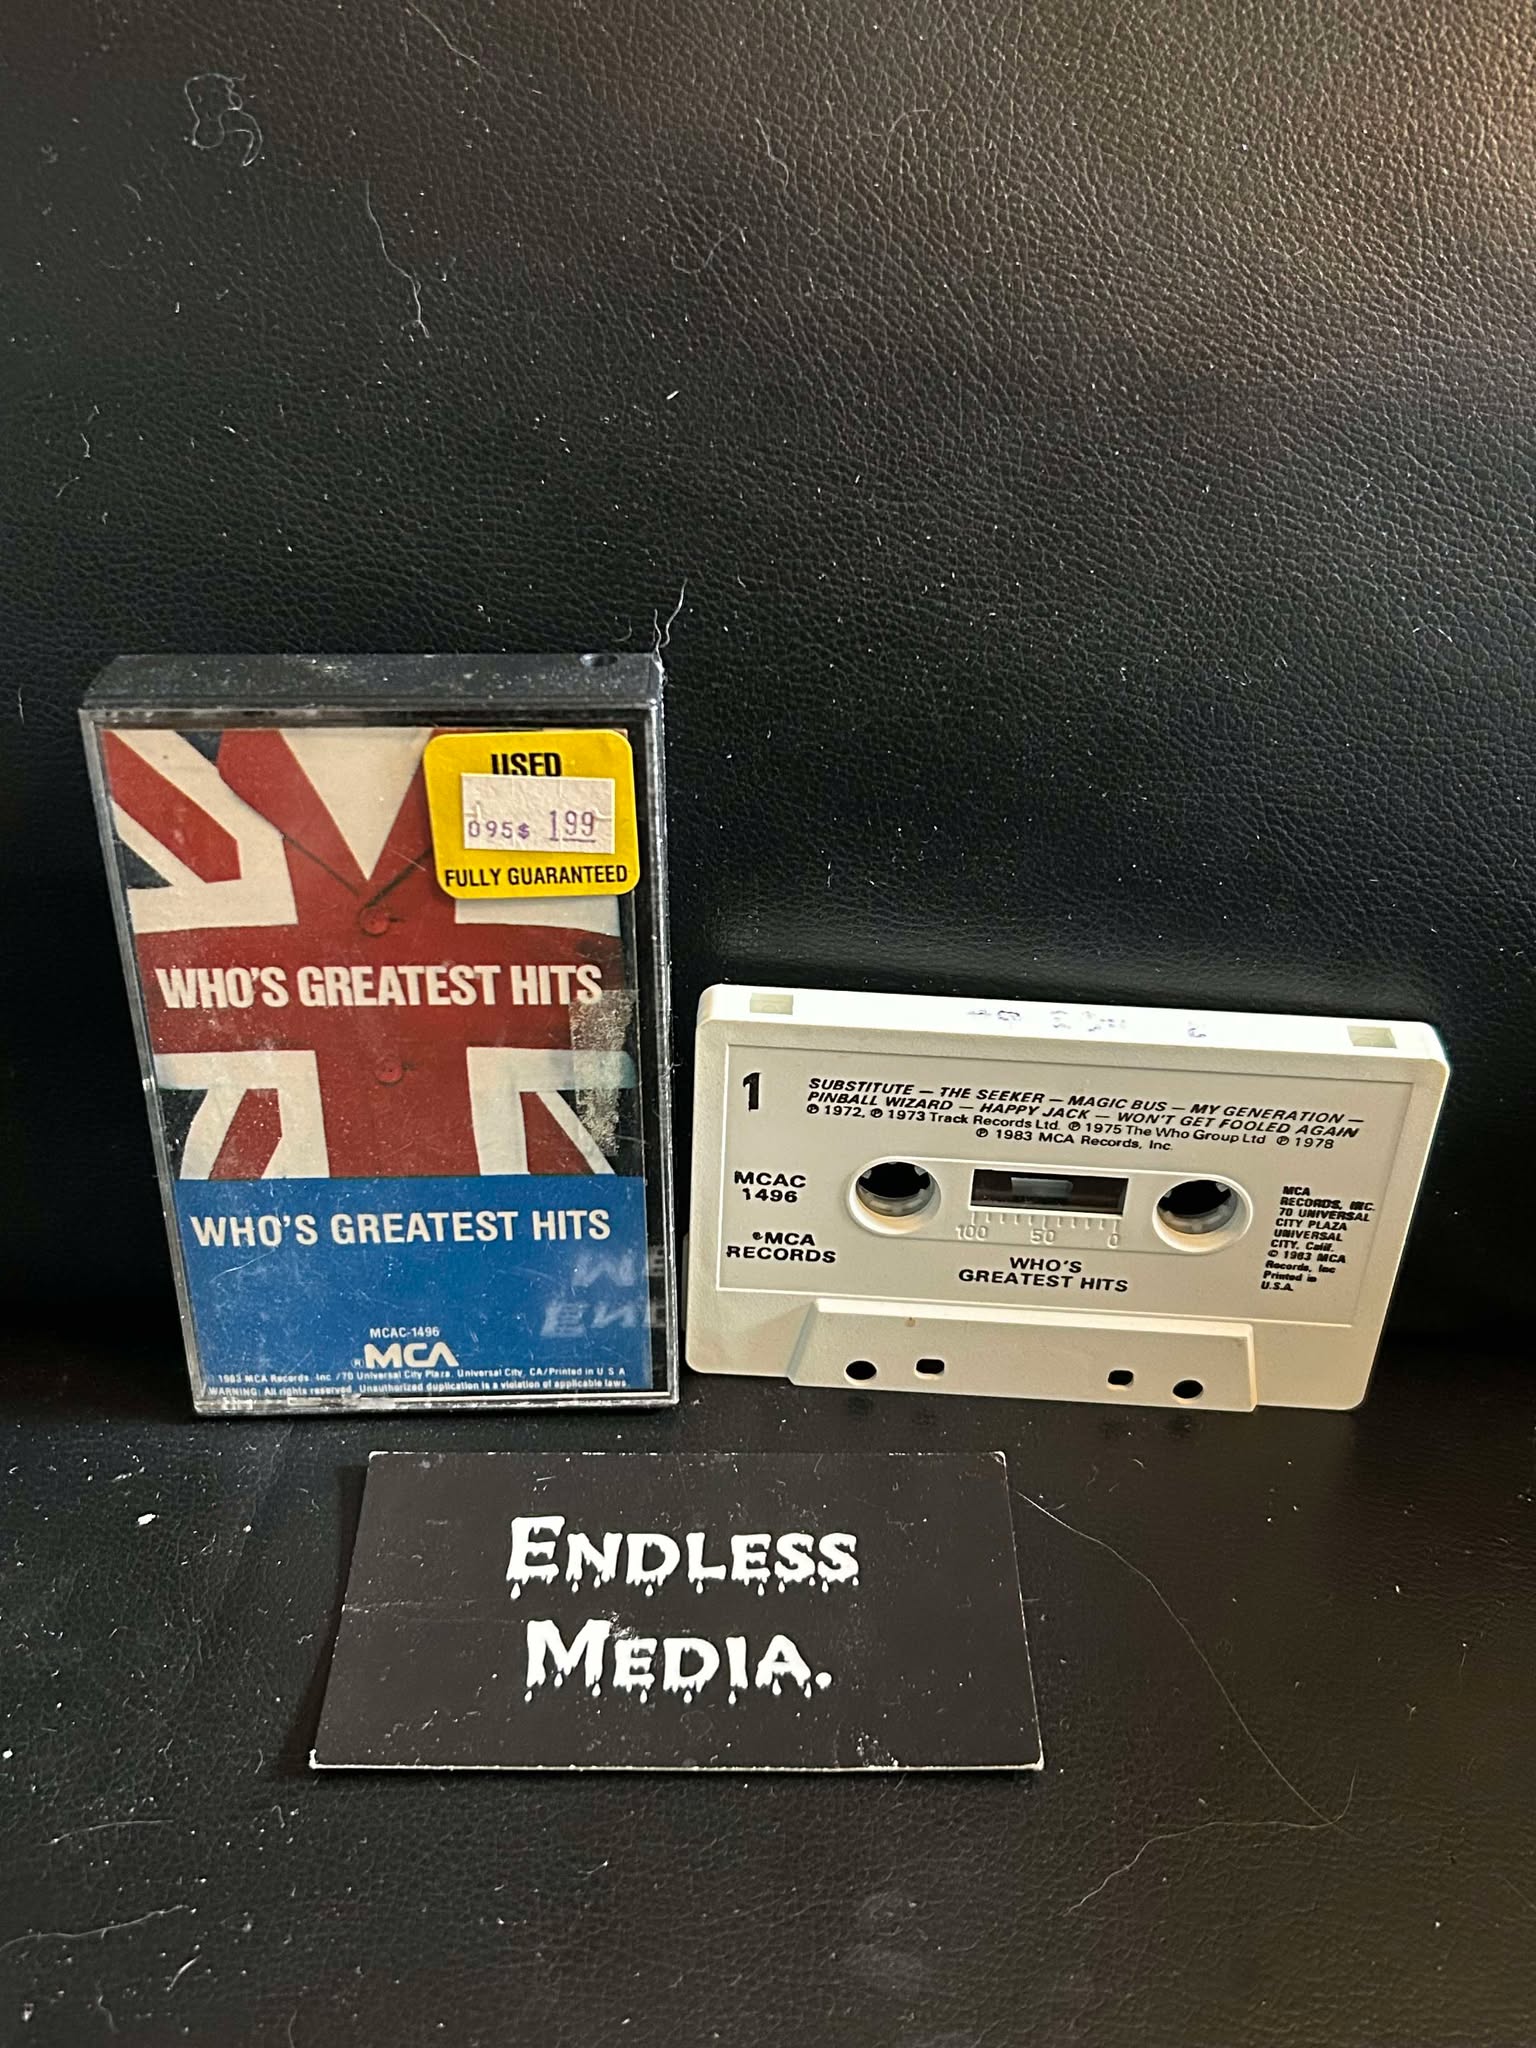 USED
095$ 1.99
FULLY GUARANTEED
WHO'S GREATEST HITS
WHO'S GREATEST HITS
MCAC-1496
® MCA
1983 MCA Records, Inc./70 Universal City Plaza, Universal City, CA/Printed in U S A
WARNING: All rights reserved. Unauthorized duplication is a violation of applicable laws.
1
SUBSTITUTE — THE SEEKER — MAGIC BUS — MY GENERATION —
PINBALL WIZARD — HAPPY JACK — WON'T GET FOOLED AGAIN
℗ 1972, ℗ 1973 Track Records Ltd. ℗ 1975 The Who Group Ltd ℗ 1978
℗ 1983 MCA Records, Inc.
MCAC
1496
MCA
RECORDS
100 50 0
WHO'S
GREATEST HITS
MCA
RECORDS, INC.
70 UNIVERSAL
CITY PLAZA
UNIVERSAL
CITY, Calif.
© 1983 MCA
Records, Inc
Printed in
U.S.A.
ENDLESS
MEDIA.